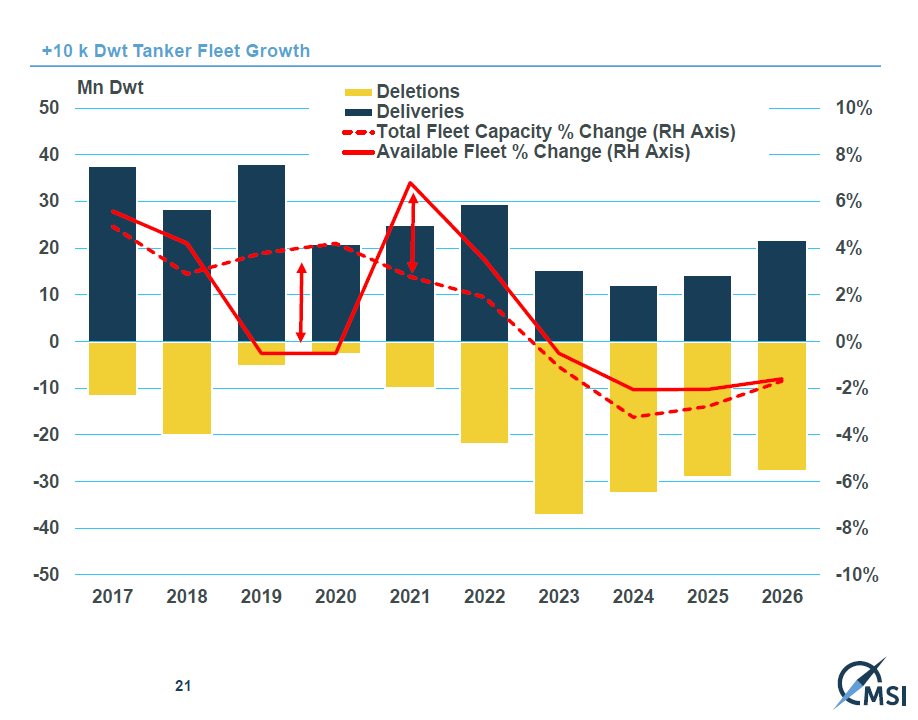 +10 k Dwt Tanker Fleet Growth
Mn Dwt
Deletions
Deliveries
Total Fleet Capacity % Change (RH Axis)
Available Fleet % Change (RH Axis)
50 10%
40 8%
30 6%
20 4%
10 2%
0 0%
-10 -2%
-20 -4%
-30 -6%
-40 -8%
-50 -10%
2017 2018 2019 2020 2021 2022 2023 2024 2025 2026
21
MSI